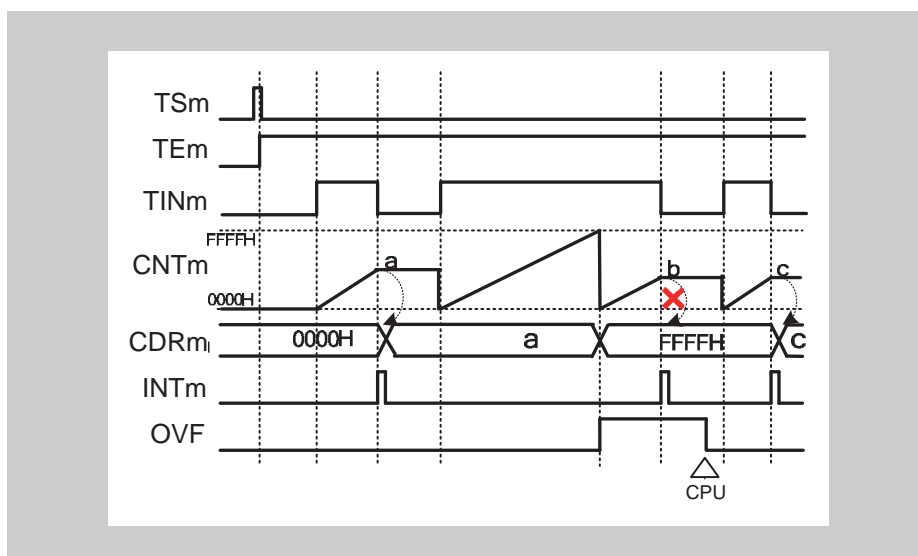 TSm
TEm
TINm
FFFFH
CNTm
a
b
c
0000H
CDRm
0000H
a
FFFFH
c
INTm
OVF
CPU